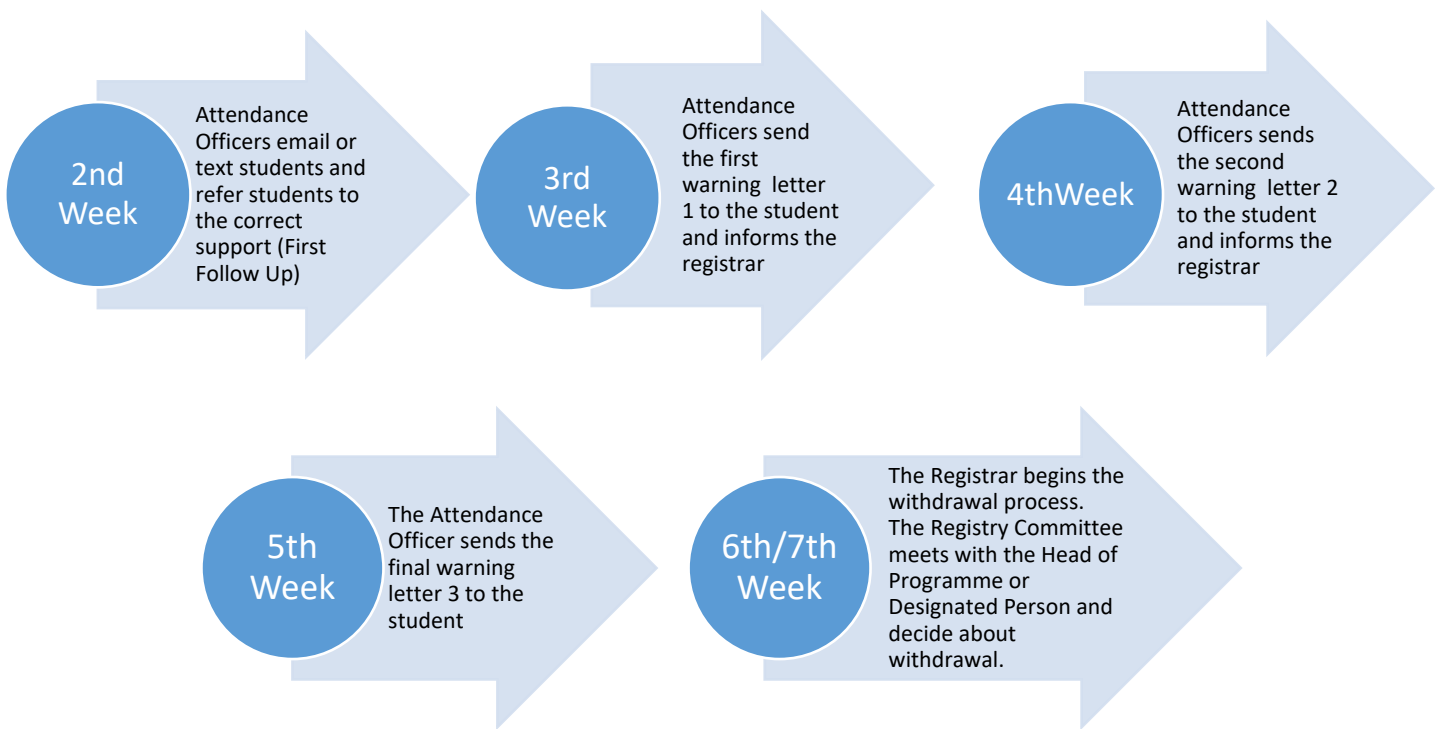 2nd
Week
Attendance
Officers email or
text students and
refer students to
the correct
support (First
Follow Up)
3rd
Week
Attendance
Officers send
the first
warning  letter
1 to the student
and informs the
registrar
4thWeek
Attendance
Officers sends
the second
warning  letter 2
to the student
and informs the
registrar
5th
Week
The Attendance
Officer sends the
final warning
letter 3 to the
student
6th/7th
Week
The Registrar begins the
withdrawal process.
The Registry Committee
meets with the Head of
Programme or
Designated Person and
decide about
withdrawal.